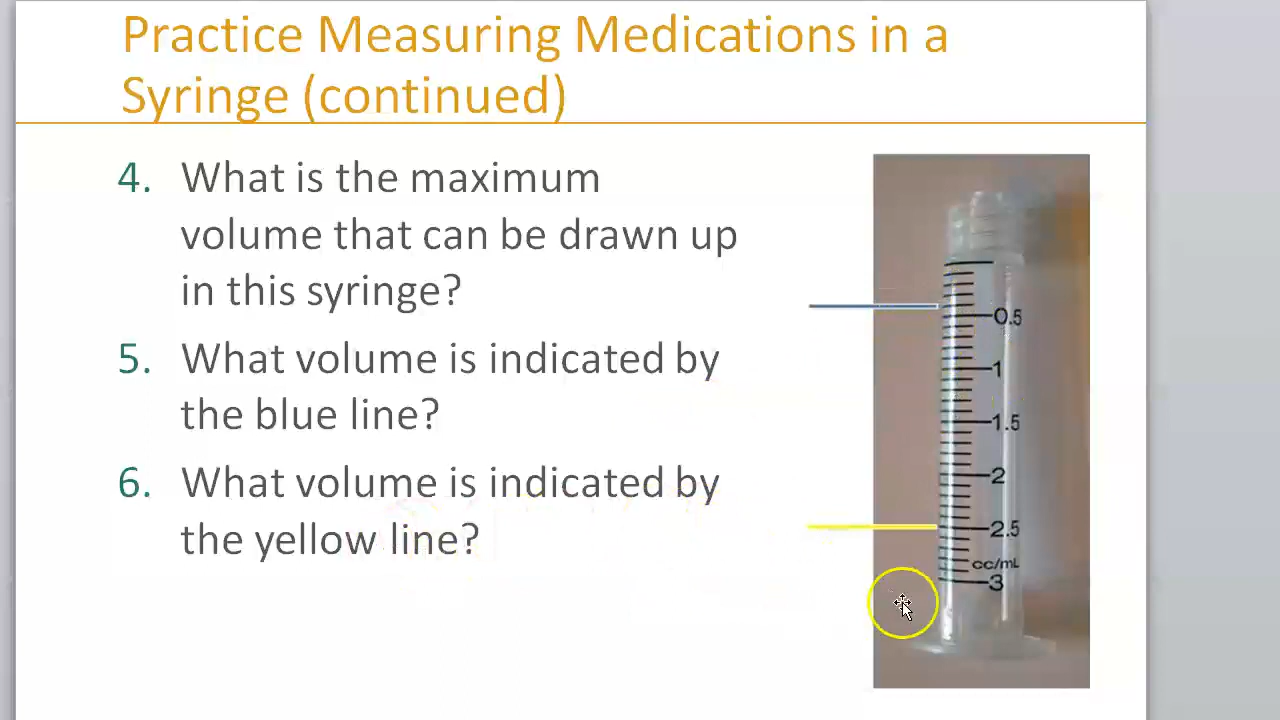 Practice Measuring Medications in a
Syringe (continued)
4. What is the maximum
volume that can be drawn up
in this syringe?
5. What volume is indicated by
the blue line?
6. What volume is indicated by
the yellow line?
0.5
1
1.5
2
2.5
cc/mL
3